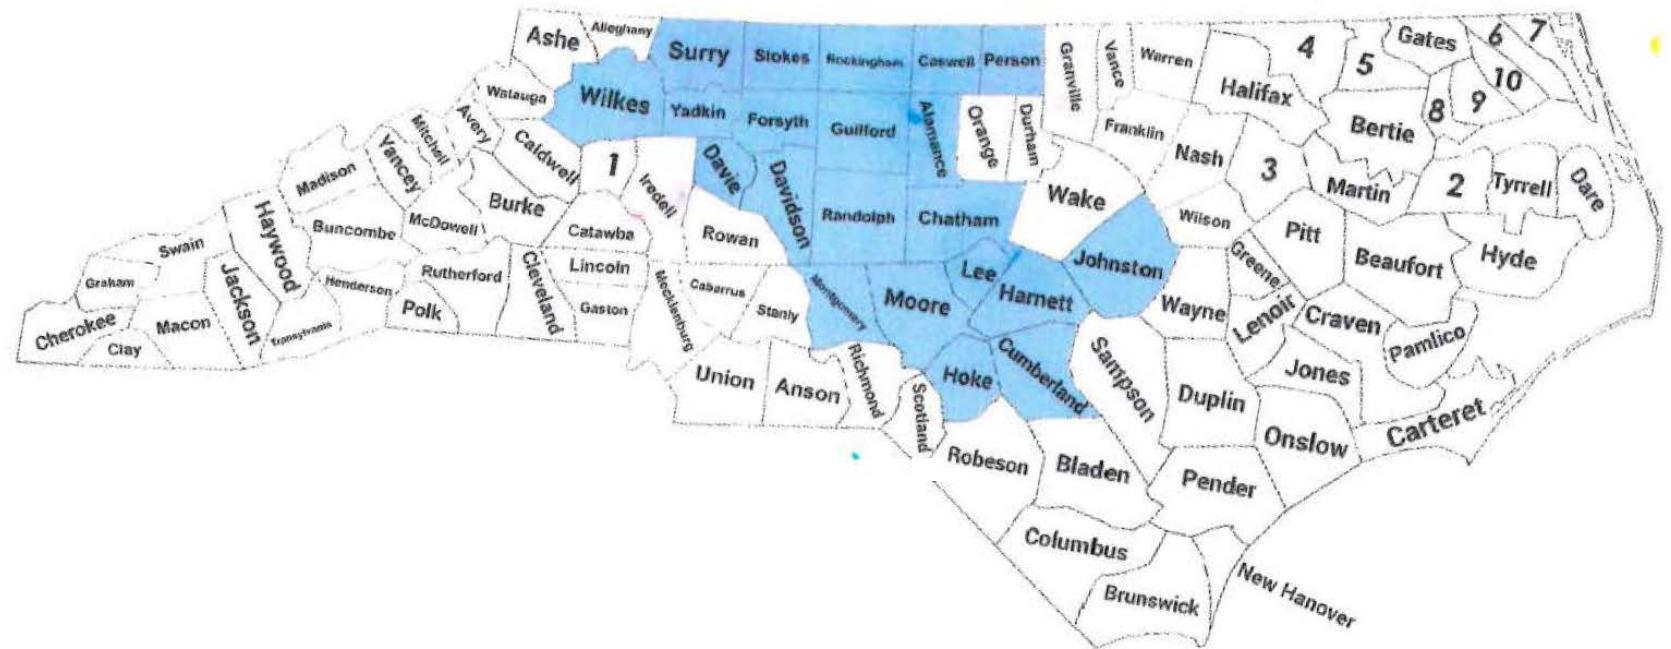 Ashe
Alleghany
Surry
Stokes
Rockingham
Caswell
Person
Granville
Vance
Warren
Halifax
4
5
Gates
6
7
10
8
9
Bertie
Watauga
Wilkes
Yadkin
Forsyth
Guilford
Alamance
Orange
Durham
Franklin
Nash
3
Martin
2
Tyrrell
Dare
Avery
Mitchell
Yancey
Madison
Caldwell
1
Iredell
Davie
Davidson
Randolph
Chatham
Wake
Wilson
Pitt
Beaufort
Hyde
Burke
McDowell
Buncombe
Haywood
Swain
Graham
Catawba
Rowan
Lee
Harnett
Johnston
Greene
Wayne
Lenoir
Craven
Pamlico
Lincoln
Cleveland
Rutherford
Henderson
Polk
Jackson
Transylvania
Macon
Cherokee
Clay
Gaston
Mecklenburg
Cabarrus
Stanly
Montgomery
Moore
Hoke
Cumberland
Sampson
Duplin
Jones
Carteret
Onslow
Union
Anson
Richmond
Scotland
Robeson
Bladen
Pender
Columbus
Brunswick
New Hanover